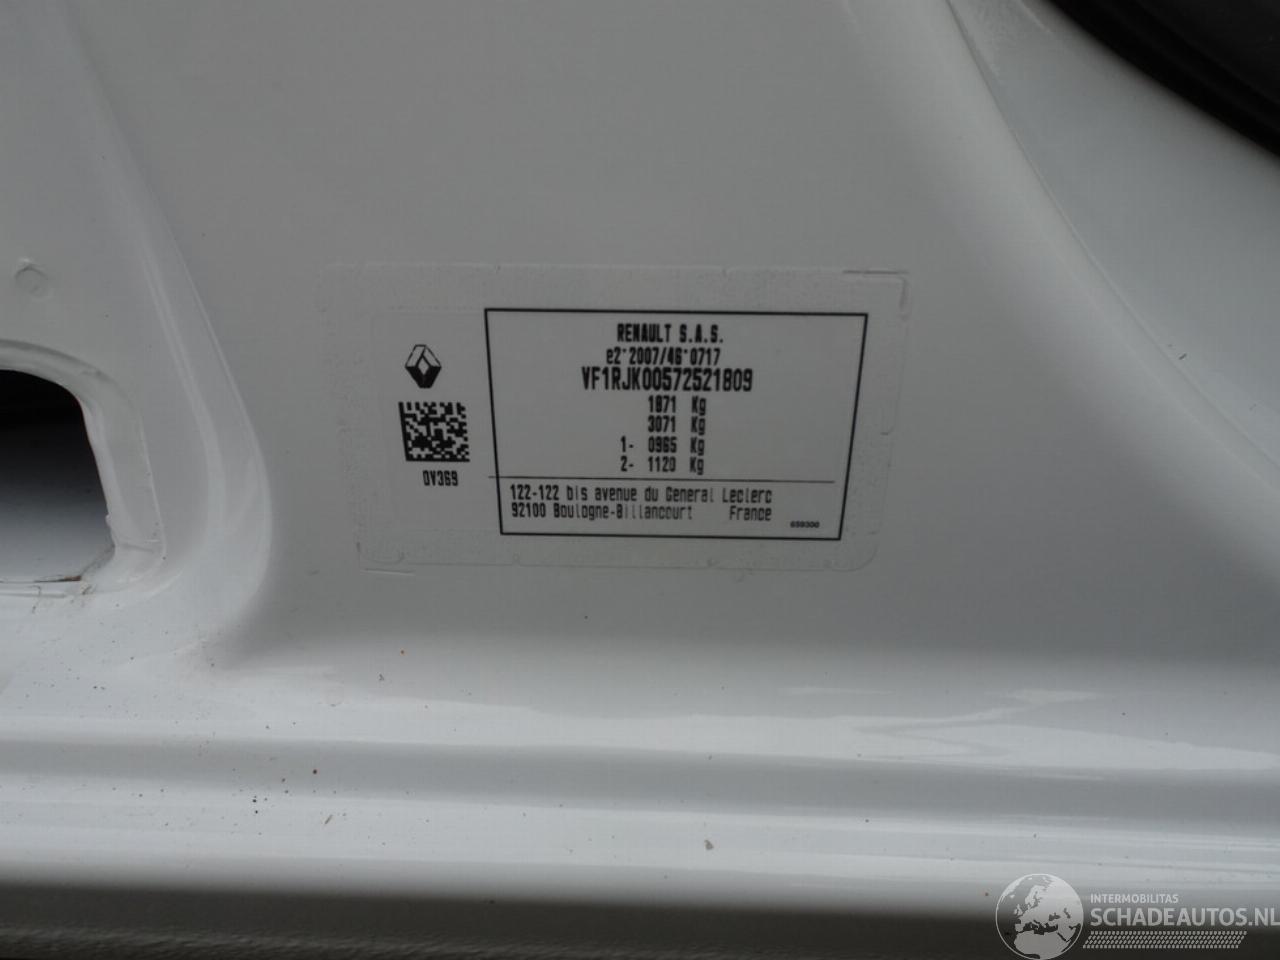 RENAULT S.A.S.
e2*2007/46*0717
VF1RJK00572521809
1871 Kg
3071 Kg
1- 0965 Kg
2- 1120 Kg
0V369
122-122 bis avenue du General Leclerc
92100 Boulogne-Billancourt France
659300
INTERMOBILITAS
SCHADEAUTOS.NL